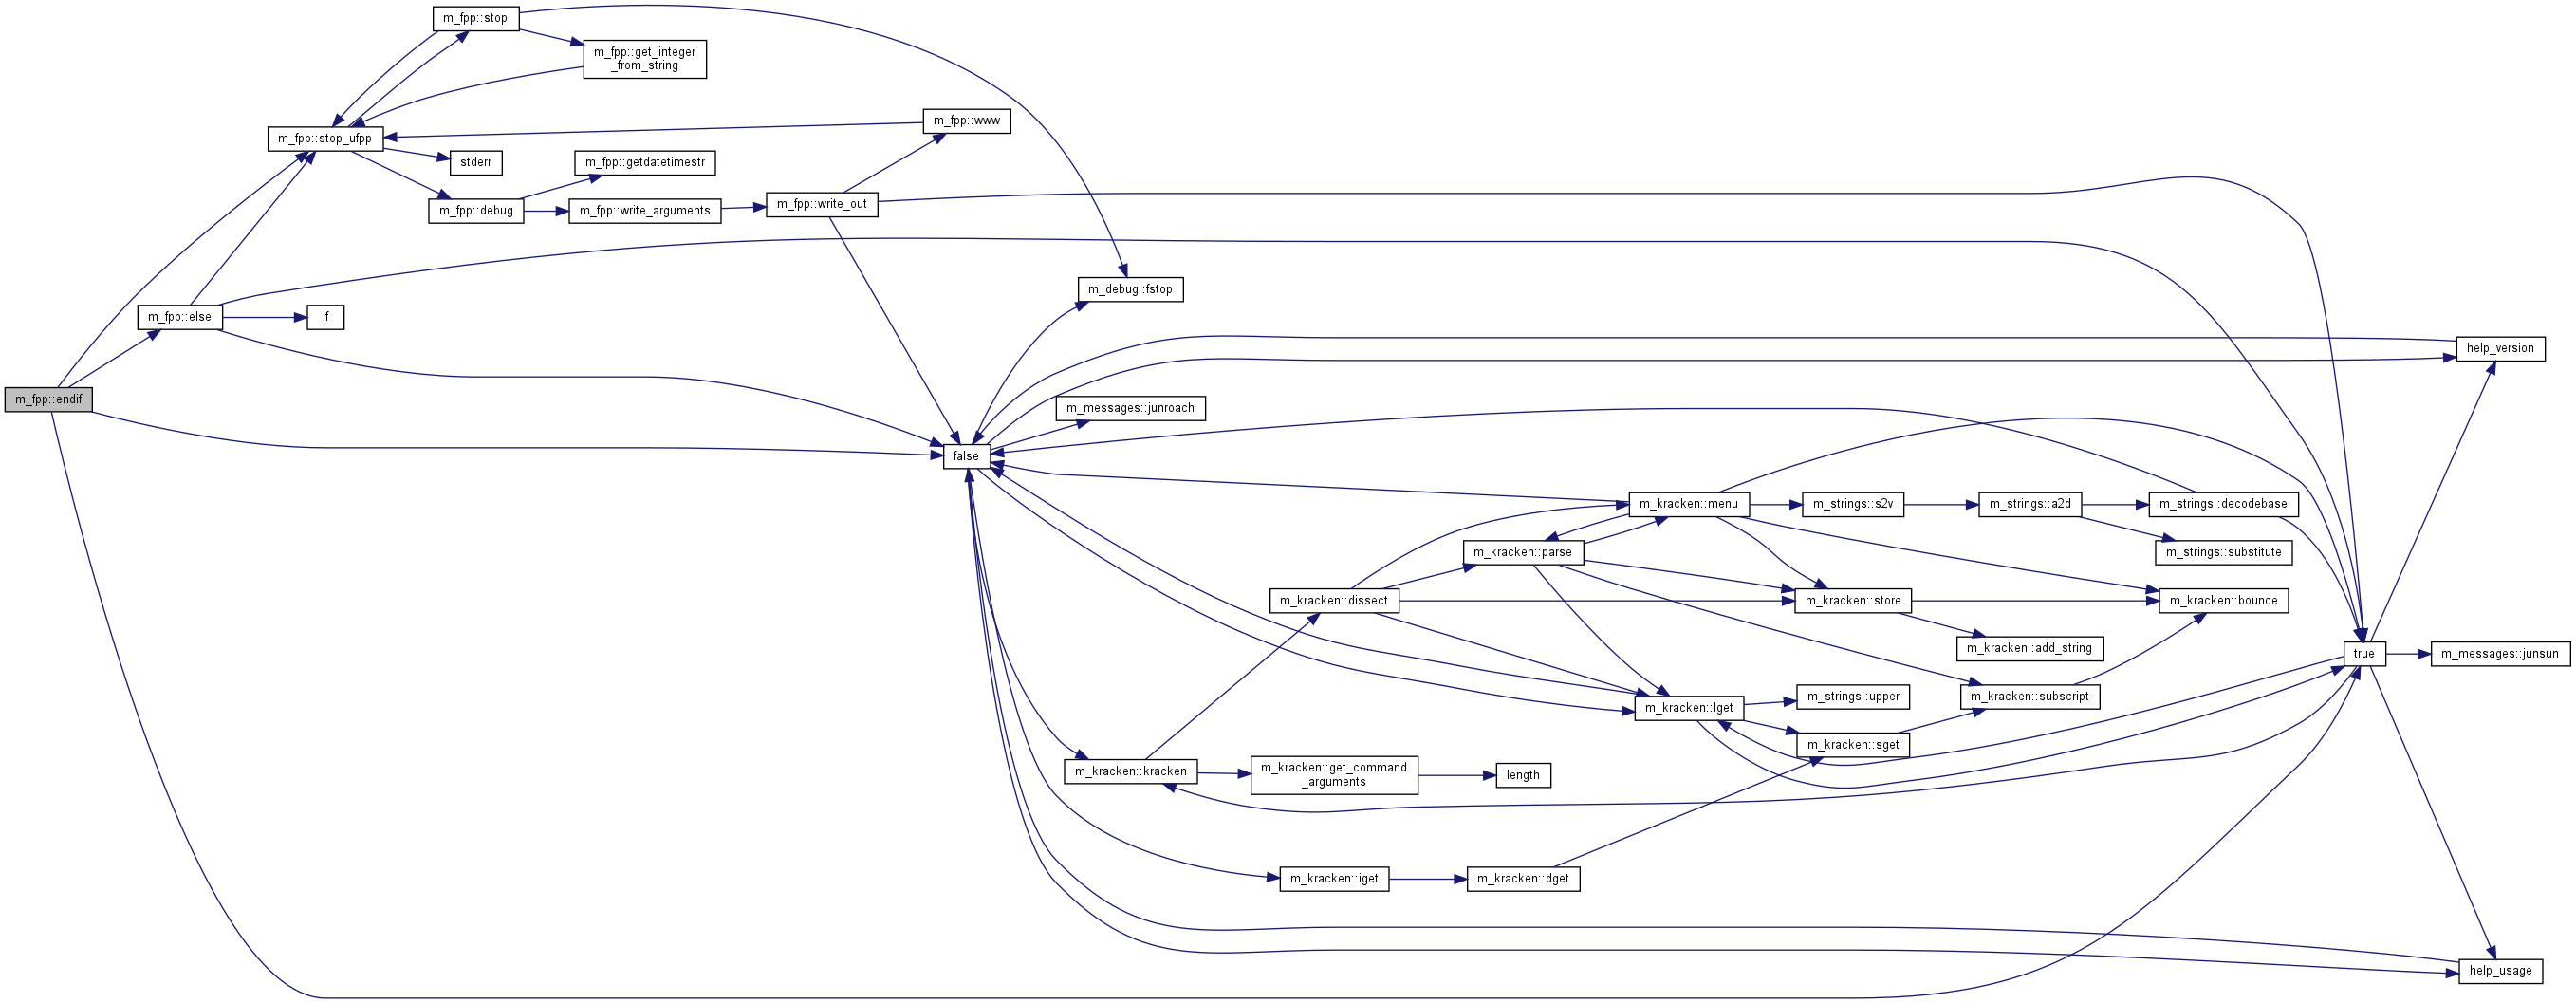 m_fpp::stop
m_fpp::get_integer
_from_string
m_fpp::www
m_fpp::stop_ufpp
stderr
m_fpp::getdatetimestr
m_fpp::debug
m_fpp::write_arguments
m_fpp::write_out
m_debug::fstop
m_fpp::else
if
help_version
m_fpp::endif
m_messages::junroach
false
m_kracken::menu
m_strings::s2v
m_strings::a2d
m_strings::decodebase
m_kracken::parse
m_strings::substitute
m_kracken::dissect
m_kracken::store
m_kracken::bounce
m_kracken::add_string
true
m_messages::junsun
m_kracken::lget
m_strings::upper
m_kracken::subscript
m_kracken::sget
m_kracken::kracken
m_kracken::get_command
_arguments
length
m_kracken::iget
m_kracken::dget
help_usage